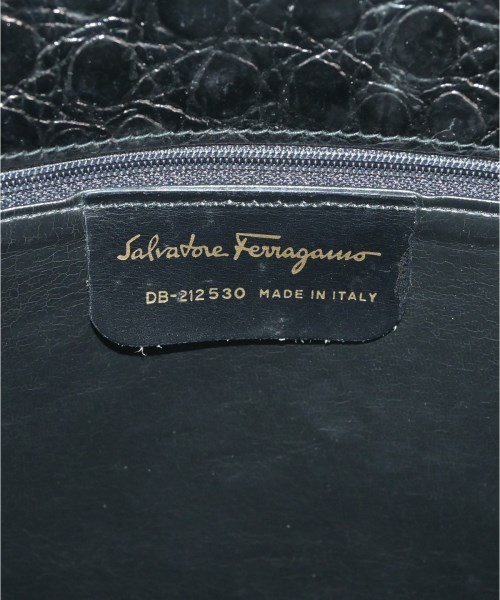 Salvatore Ferragamo
DB-212530 MADE IN ITALY